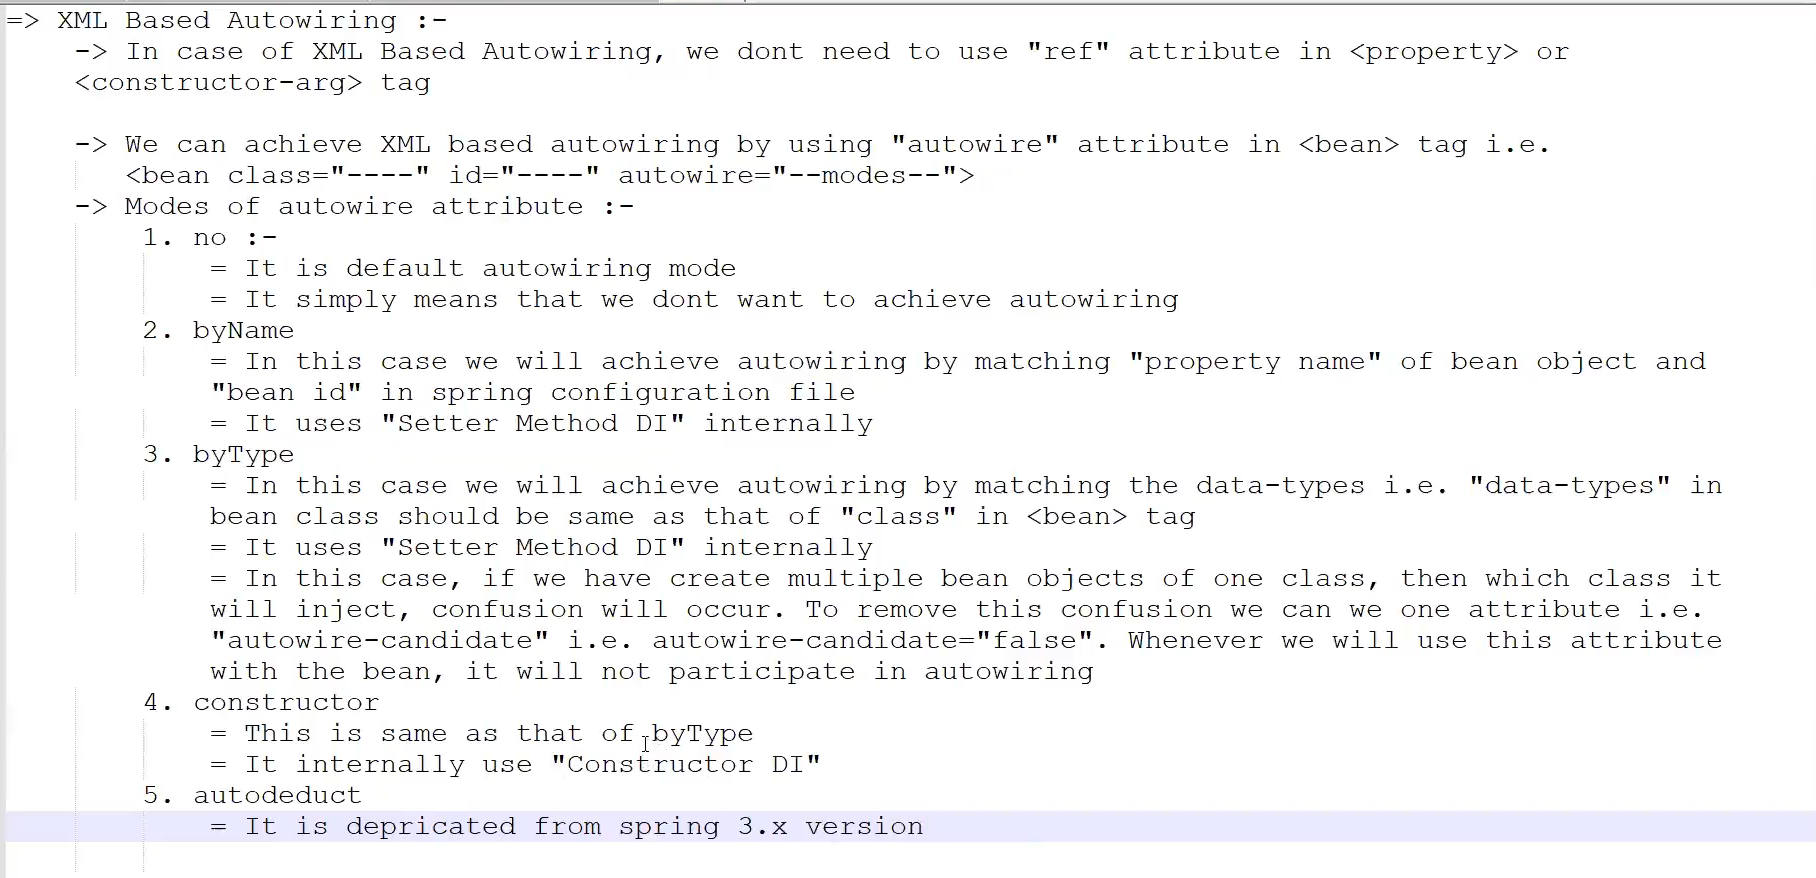 => XML Based Autowiring :-
-> In case of XML Based Autowiring, we dont need to use "ref" attribute in <property> or
<constructor-arg> tag
-> We can achieve XML based autowiring by using "autowire" attribute in <bean> tag i.e.
<bean class="----" id="----" autowire="--modes--">
-> Modes of autowire attribute :-
1. no :-
= It is default autowiring mode
= It simply means that we dont want to achieve autowiring
2. byName
= In this case we will achieve autowiring by matching "property name" of bean object and
"bean id" in spring configuration file
= It uses "Setter Method DI" internally
3. byType
= In this case we will achieve autowiring by matching the data-types i.e. "data-types" in
bean class should be same as that of "class" in <bean> tag
= It uses "Setter Method DI" internally
= In this case, if we have create multiple bean objects of one class, then which class it
will inject, confusion will occur. To remove this confusion we can we one attribute i.e.
"autowire-candidate" i.e. autowire-candidate="false". Whenever we will use this attribute
with the bean, it will not participate in autowiring
4. constructor
= This is same as that of byType
= It internally use "Constructor DI"
5. autodeduct
= It is depricated from spring 3.x version